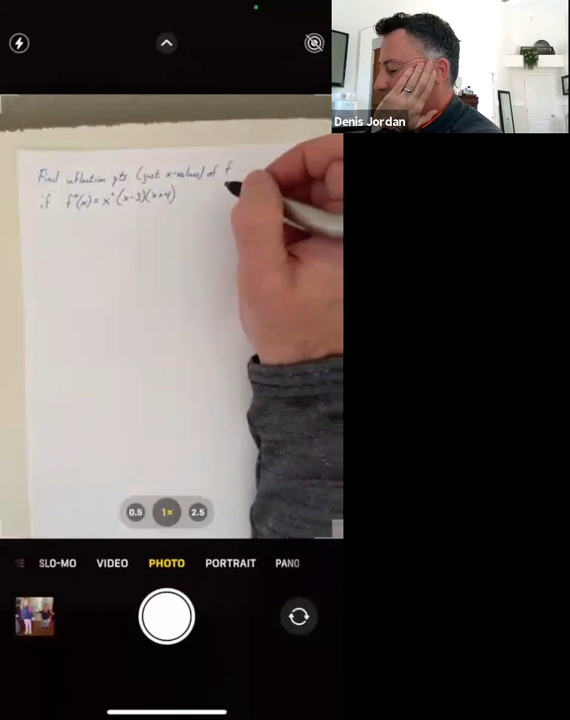 Denis Jordan
Find inflection pts. (just x-values) of f
if f"(x) = x²(x-3)(x+4)
0.5 1× 2.5
SLO-MO VIDEO PHOTO PORTRAIT PANO